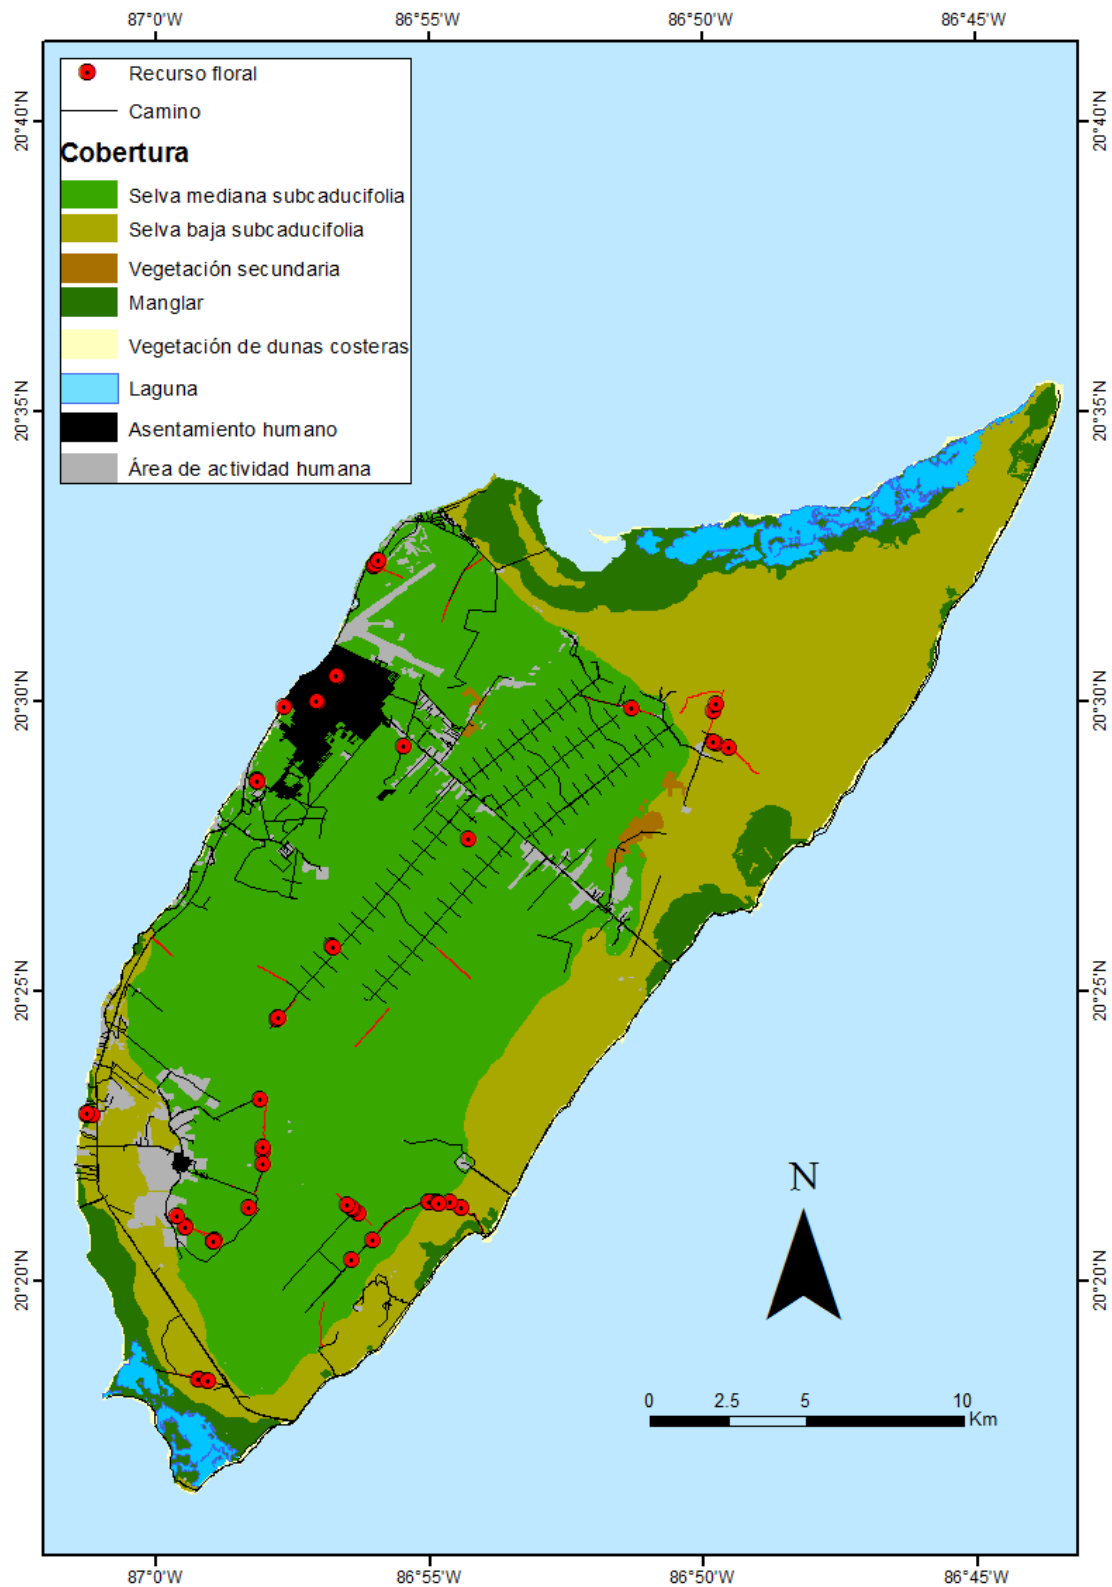 87°0'W 86°55'W 86°50'W 86°45'W
Recurso floral
Camino
Cobertura
Selva mediana subcaducifolia
Selva baja subcaducifolia
Vegetación secundaria
Manglar
Vegetación de dunas costeras
Laguna
Asentamiento humano
Área de actividad humana
20°40'N 20°40'N
20°35'N 20°35'N
20°30'N 20°30'N
20°25'N 20°25'N
20°20'N 20°20'N
N
0 2.5 5 10
Km
87°0'W 86°55'W 86°50'W 86°45'W